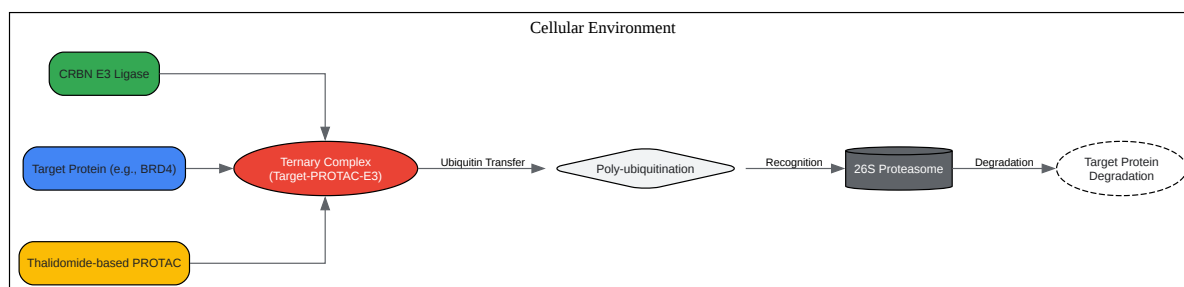 Cellular Environment
CRBN E3 Ligase
Target Protein (e.g., BRD4)
Thalidomide-based PROTAC
Ternary Complex
(Target-PROTAC-E3)
Ubiquitin Transfer
Poly-ubiquitination
Recognition
26S Proteasome
Degradation
Target Protein
Degradation